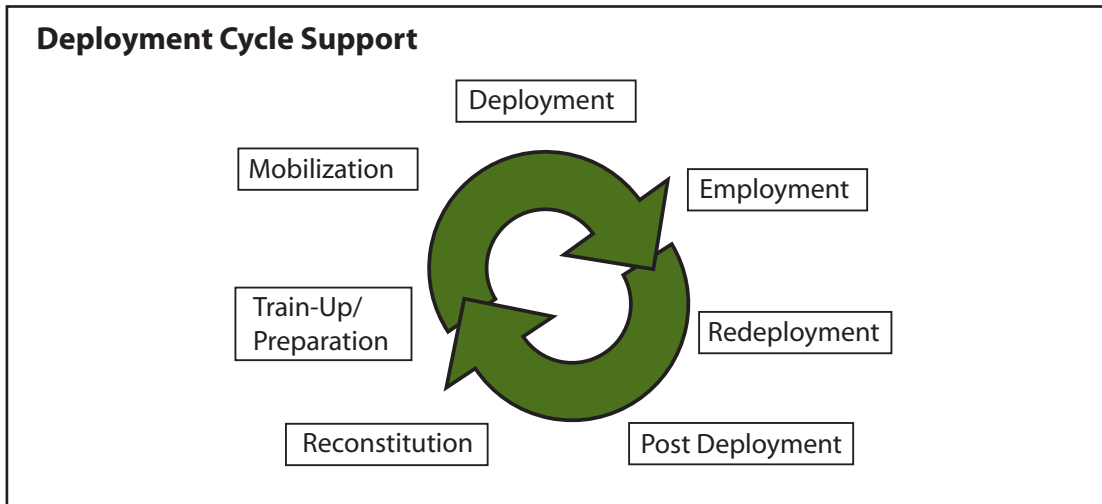 Deployment Cycle Support
Deployment
Mobilization
Employment
Train-Up/
Preparation
Redeployment
Reconstitution
Post Deployment